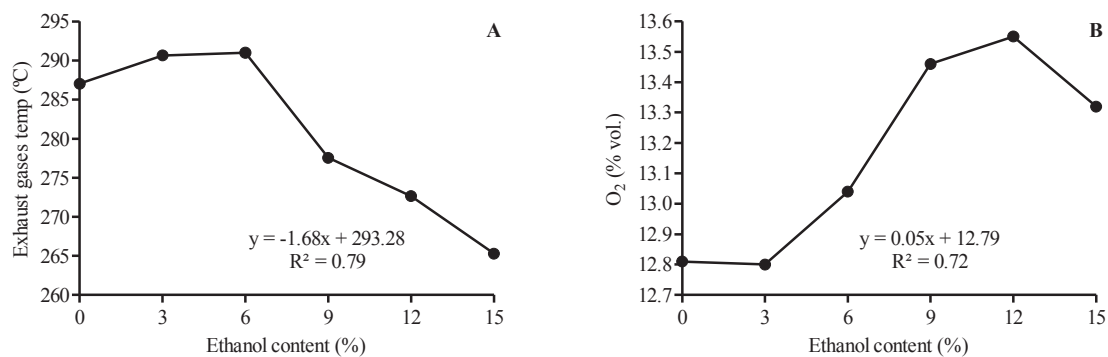 A
Exhaust gases temp (ºC)
295
290
285
280
275
270
265
260
y = -1.68x + 293.28
R² = 0.79
0 3 6 9 12 15
Ethanol content (%)
B
O₂ (% vol.)
13.6
13.5
13.4
13.3
13.2
13.1
13.0
12.9
12.8
12.7
y = 0.05x + 12.79
R² = 0.72
0 3 6 9 12 15
Ethanol content (%)